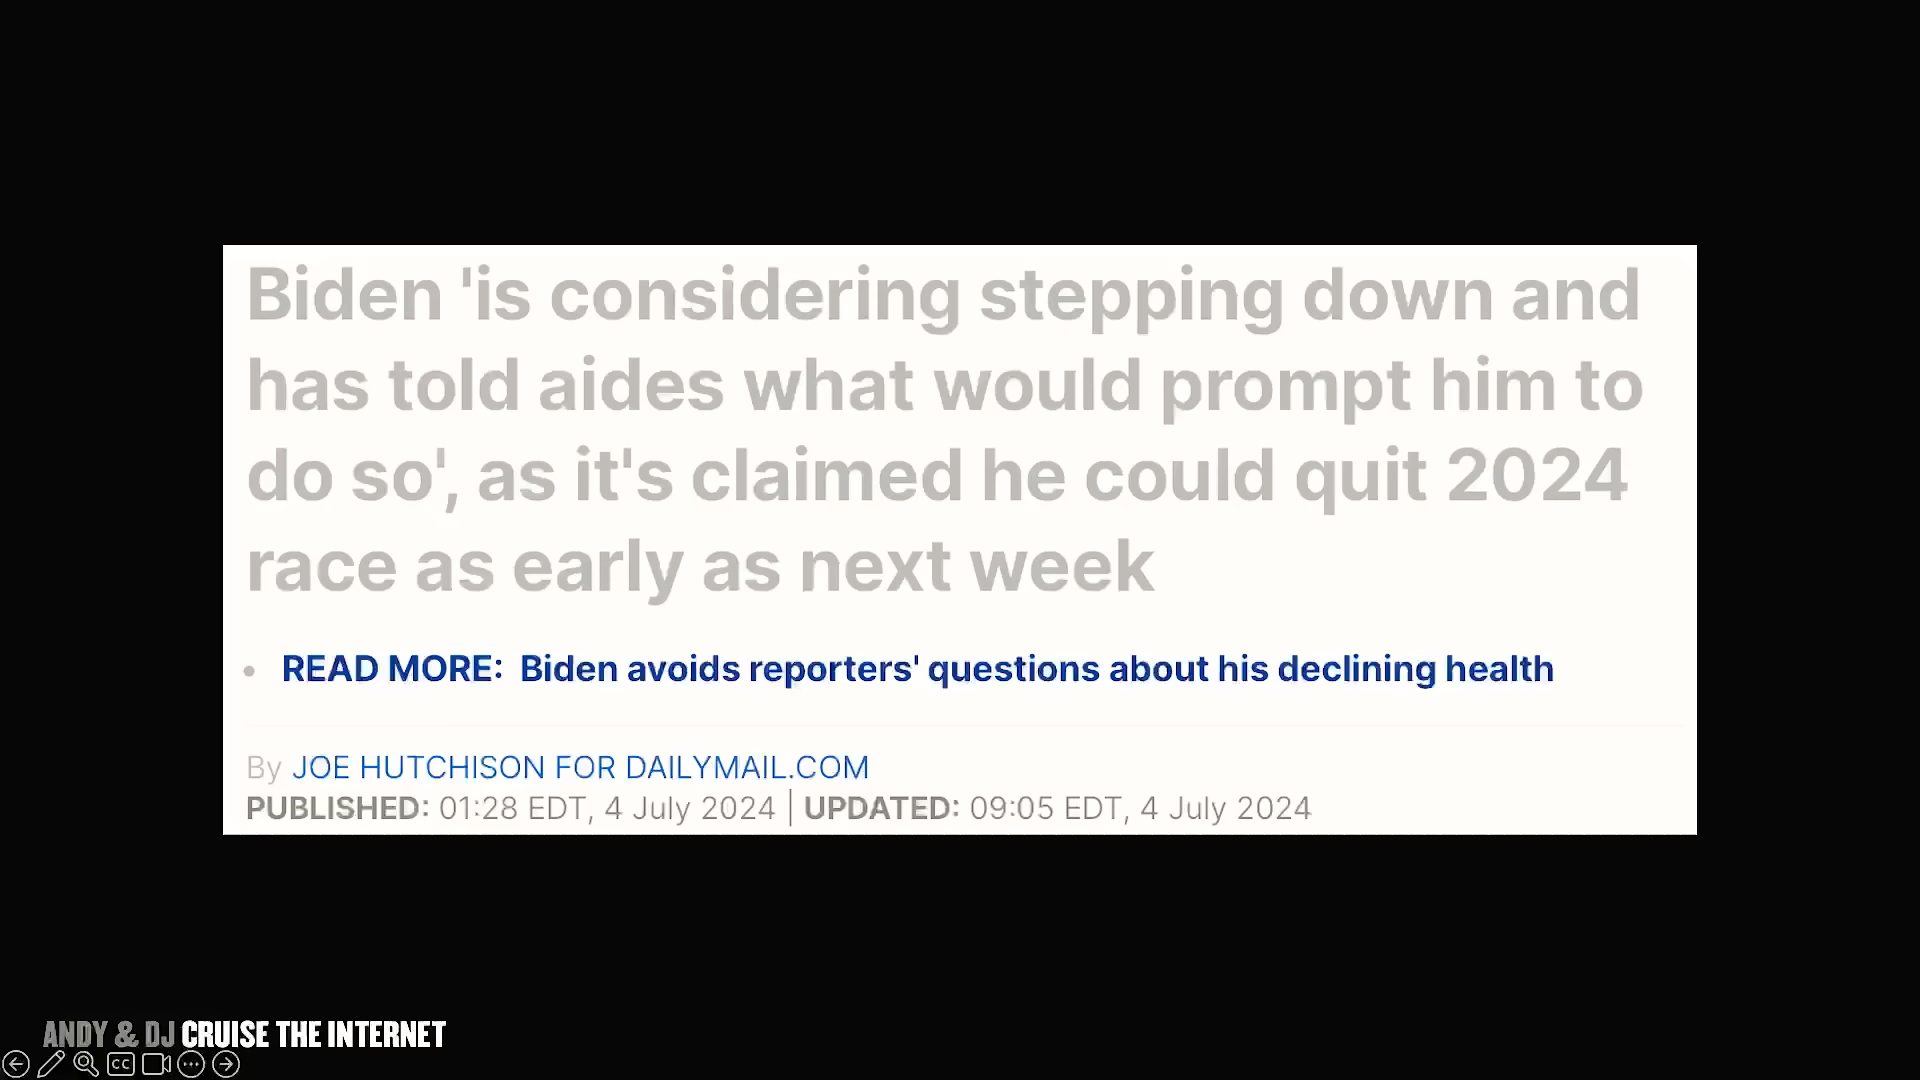 Biden 'is considering stepping down and
has told aides what would prompt him to
do so', as it's claimed he could quit 2024
race as early as next week
• READ MORE: Biden avoids reporters' questions about his declining health
By JOE HUTCHISON FOR DAILYMAIL.COM
PUBLISHED: 01:28 EDT, 4 July 2024 | UPDATED: 09:05 EDT, 4 July 2024
ANDY & DJ CRUISE THE INTERNET
CC